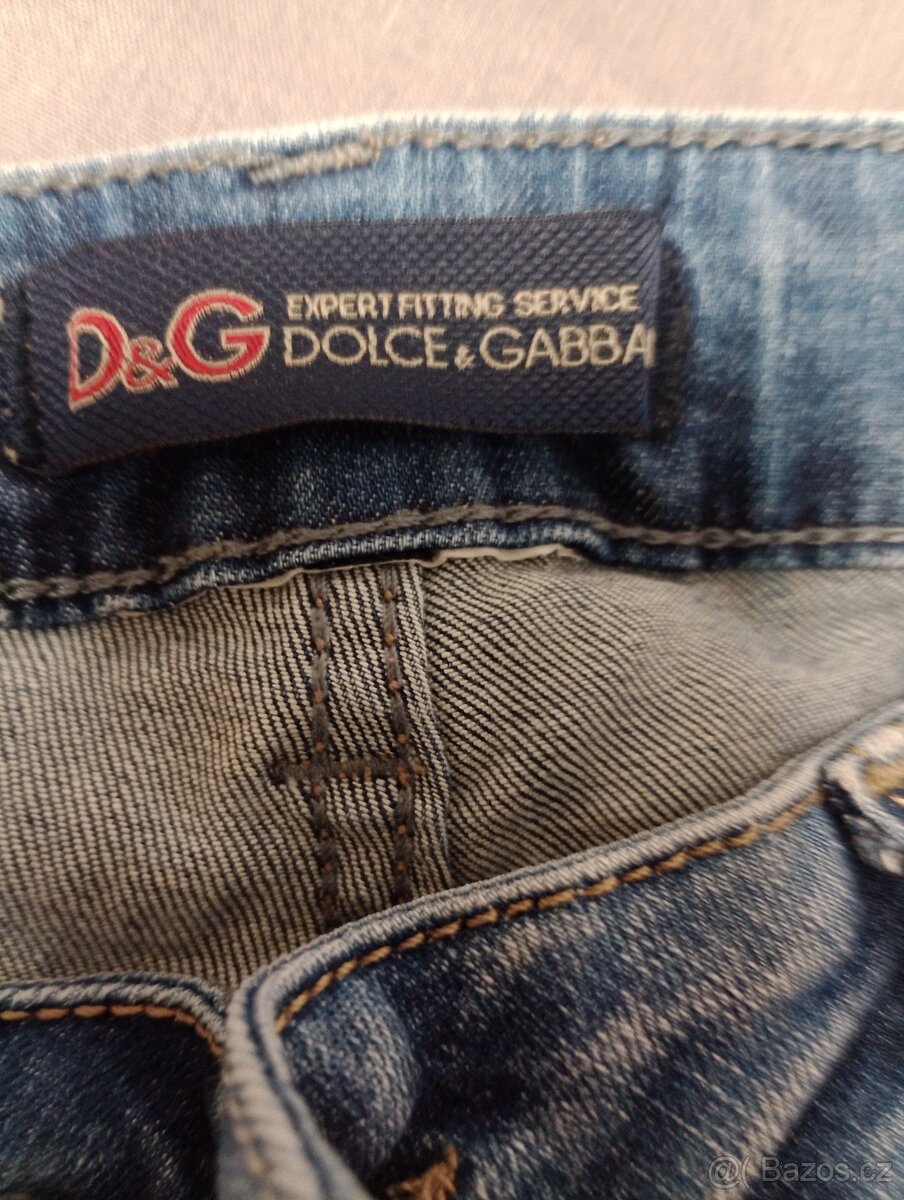 D&G
EXPERT FITTING SERVICE
DOLCE & GABBA
@( Bazos.cz